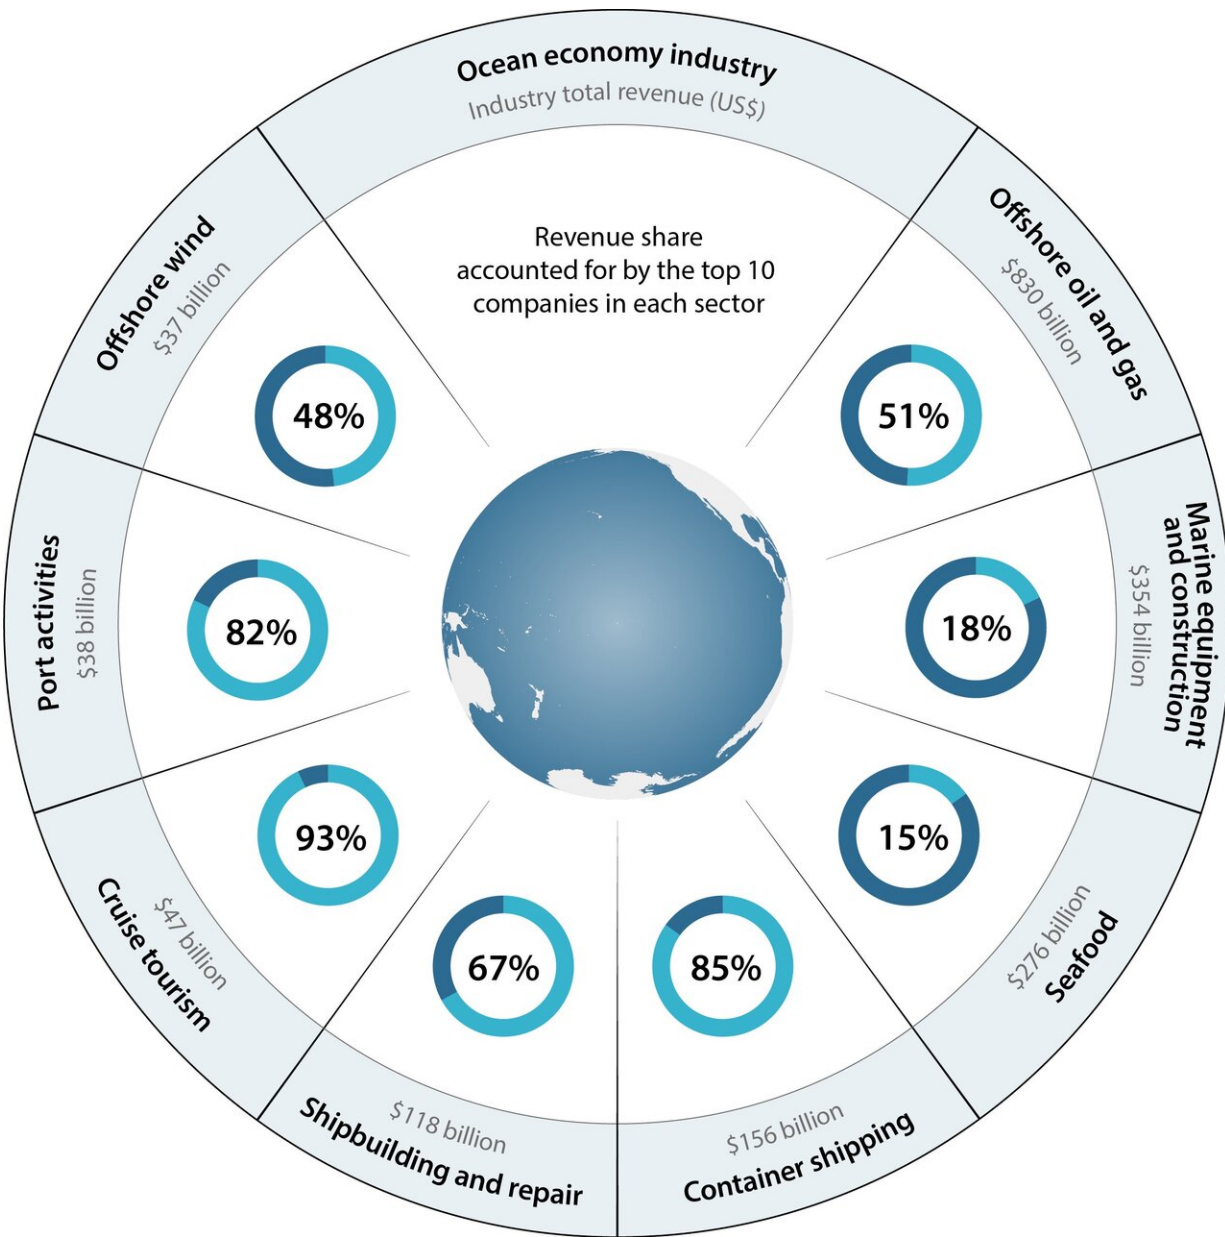 Ocean economy industry
Industry total revenue (US$)
Revenue share
accounted for by the top 10
companies in each sector
Offshore oil and gas
$830 billion
51%
Marine equipment
and construction
$354 billion
18%
Seafood
$276 billion
15%
Container shipping
$156 billion
85%
Shipbuilding and repair
$118 billion
67%
Cruise tourism
$47 billion
93%
Port activities
$38 billion
82%
Offshore wind
$37 billion
48%